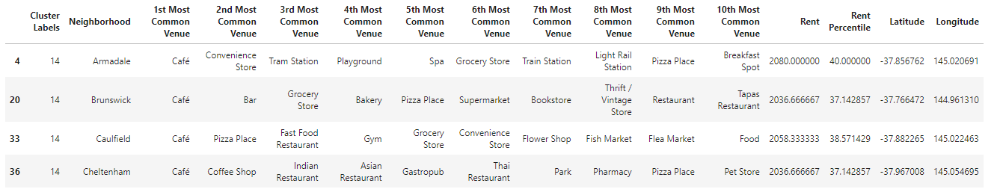 Cluster Labels Neighborhood 1st Most Common Venue 2nd Most Common Venue 3rd Most Common Venue 4th Most Common Venue 5th Most Common Venue 6th Most Common Venue 7th Most Common Venue 8th Most Common Venue 9th Most Common Venue 10th Most Common Venue Rent Rent Percentile Latitude Longitude
4 14 Armadale Café Convenience Store Tram Station Playground Spa Grocery Store Train Station Light Rail Station Pizza Place Breakfast Spot 2080.000000 40.000000 -37.856762 145.020691
20 14 Brunswick Café Bar Grocery Store Bakery Pizza Place Supermarket Bookstore Thrift / Vintage Store Restaurant Tapas Restaurant 2036.666667 37.142857 -37.766472 144.961310
33 14 Caulfield Café Pizza Place Fast Food Restaurant Gym Grocery Store Convenience Store Flower Shop Fish Market Flea Market Food 2058.333333 38.571429 -37.882265 145.022463
36 14 Cheltenham Café Coffee Shop Indian Restaurant Asian Restaurant Gastropub Thai Restaurant Park Pharmacy Pizza Place Pet Store 2036.666667 37.142857 -37.967008 145.054695